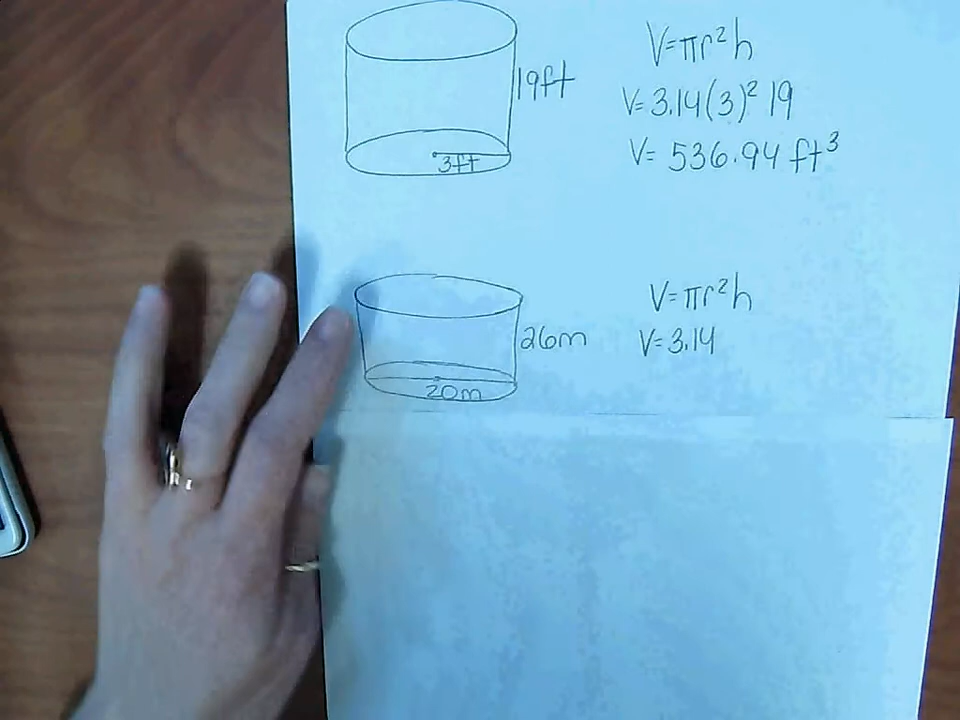 19ft
3ft
V=πr²h
V=3.14(3)² 19
V= 536.94 ft³
26m
20m
V=πr²h
V=3.14